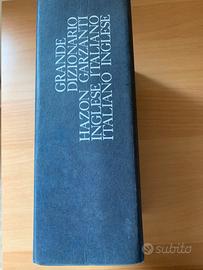 GRANDE
DIZIONARIO
HAZON GARZANTI
INGLESE ITALIANO
ITALIANO INGLESE
subito